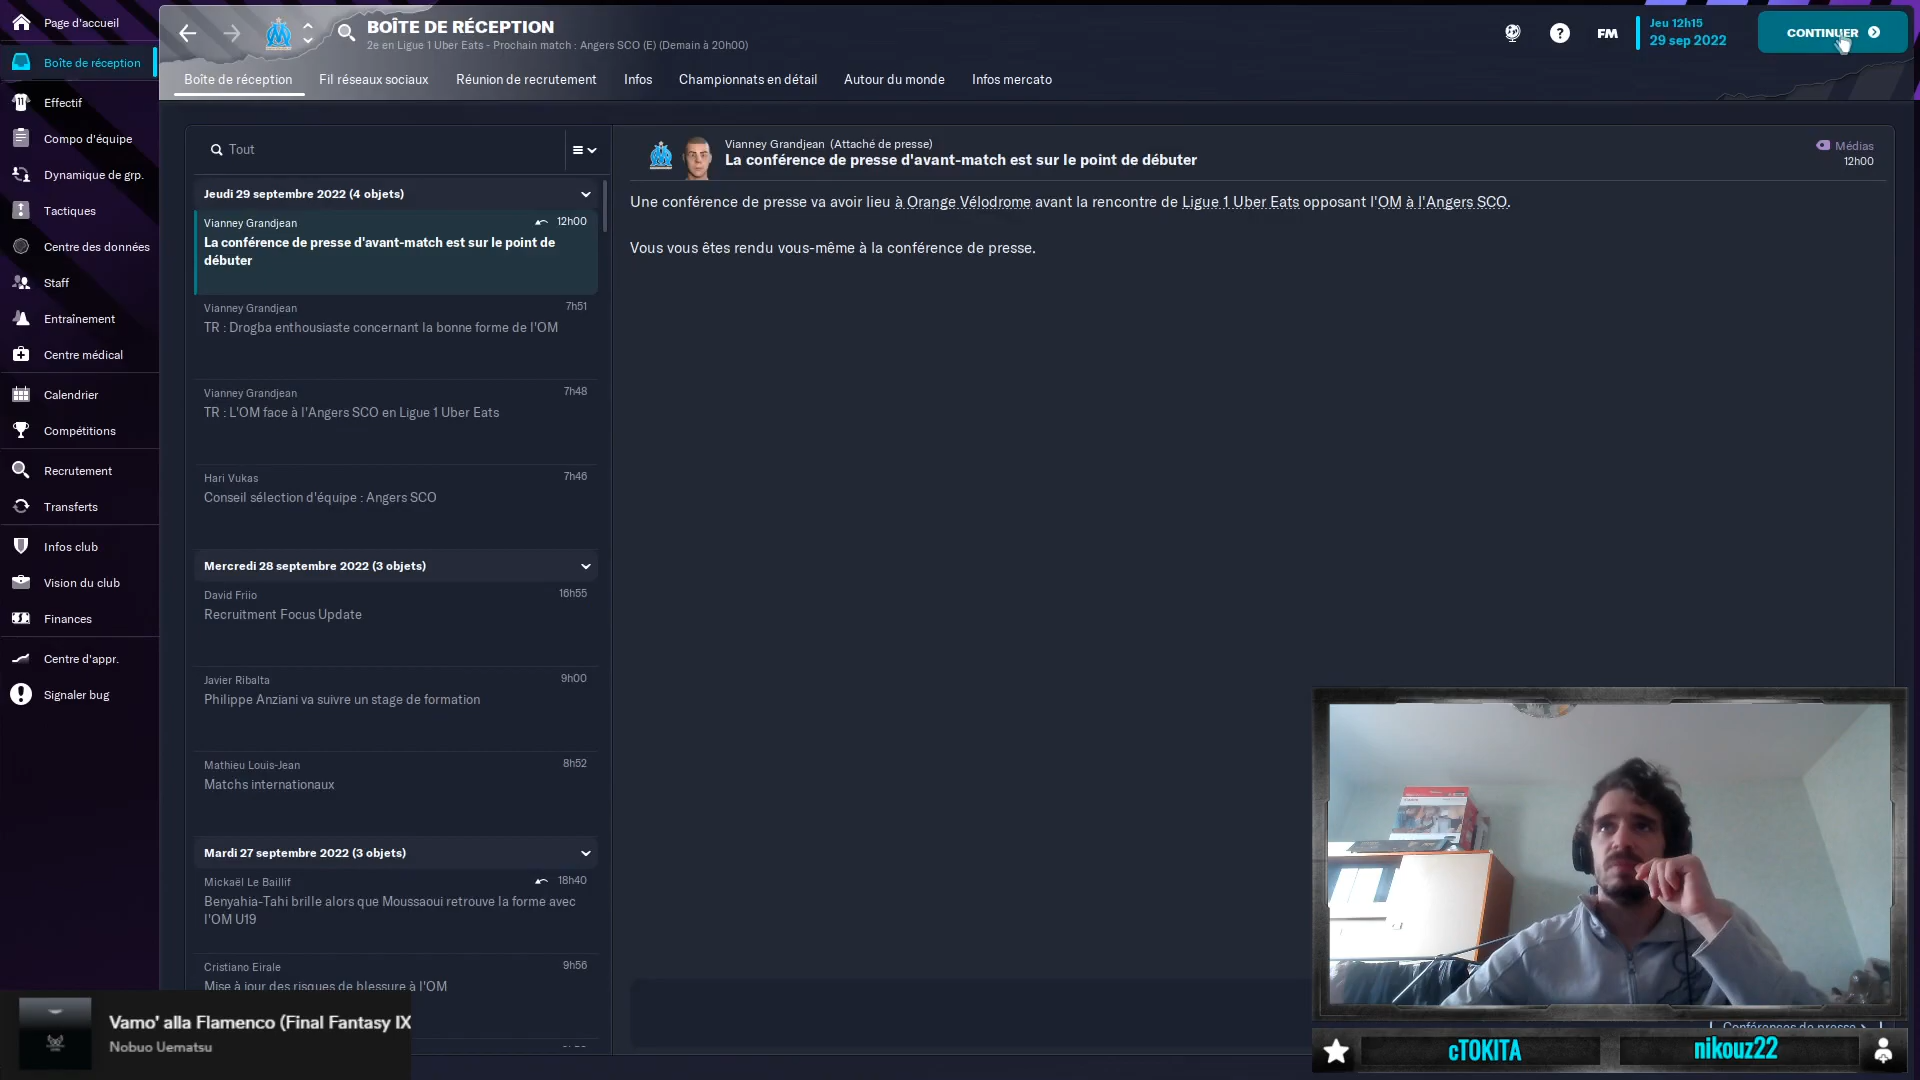 Page d'accueil
Boîte de réception
Effectif
Compo d'équipe
Dynamique de grp.
Tactiques
Centre des données
Staff
Entraînement
Centre médical
Calendrier
Compétitions
Recrutement
Transferts
Infos club
Vision du club
Finances
Centre d'appr.
Signaler bug
BOÎTE DE RÉCEPTION
2e en Ligue 1 Uber Eats - Prochain match : Angers SCO (E) (Demain à 20h00)
FM
Jeu 12h15
29 sep 2022
CONTINUER
Boîte de réception
Fil réseaux sociaux
Réunion de recrutement
Infos
Championnats en détail
Autour du monde
Infos mercato
Tout
Jeudi 29 septembre 2022 (4 objets)
Vianney Grandjean 12h00
La conférence de presse d'avant-match est sur le point de
débuter
Vianney Grandjean 7h51
TR : Drogba enthousiaste concernant la bonne forme de l'OM
Vianney Grandjean 7h48
TR : L'OM face à l'Angers SCO en Ligue 1 Uber Eats
Hari Vukas 7h46
Conseil sélection d'équipe : Angers SCO
Mercredi 28 septembre 2022 (3 objets)
David Friio 16h55
Recruitment Focus Update
Javier Ribalta 9h00
Philippe Anziani va suivre un stage de formation
Mathieu Louis-Jean 8h52
Matchs internationaux
Mardi 27 septembre 2022 (3 objets)
Mickaël Le Baillif 18h40
Benyahia-Tahi brille alors que Moussaoui retrouve la forme avec
l'OM U19
Cristiano Eirale 9h56
Mise à jour des risques de blessure à l'OM
Vianney Grandjean (Attaché de presse)
La conférence de presse d'avant-match est sur le point de débuter
Médias
12h00
Une conférence de presse va avoir lieu à Orange Vélodrome avant la rencontre de Ligue 1 Uber Eats opposant l'OM à l'Angers SCO.
Vous vous êtes rendu vous-même à la conférence de presse.
Conférences de presse
Vamo' alla Flamenco (Final Fantasy IX
Nobuo Uematsu
cTOKITA
nikouz22